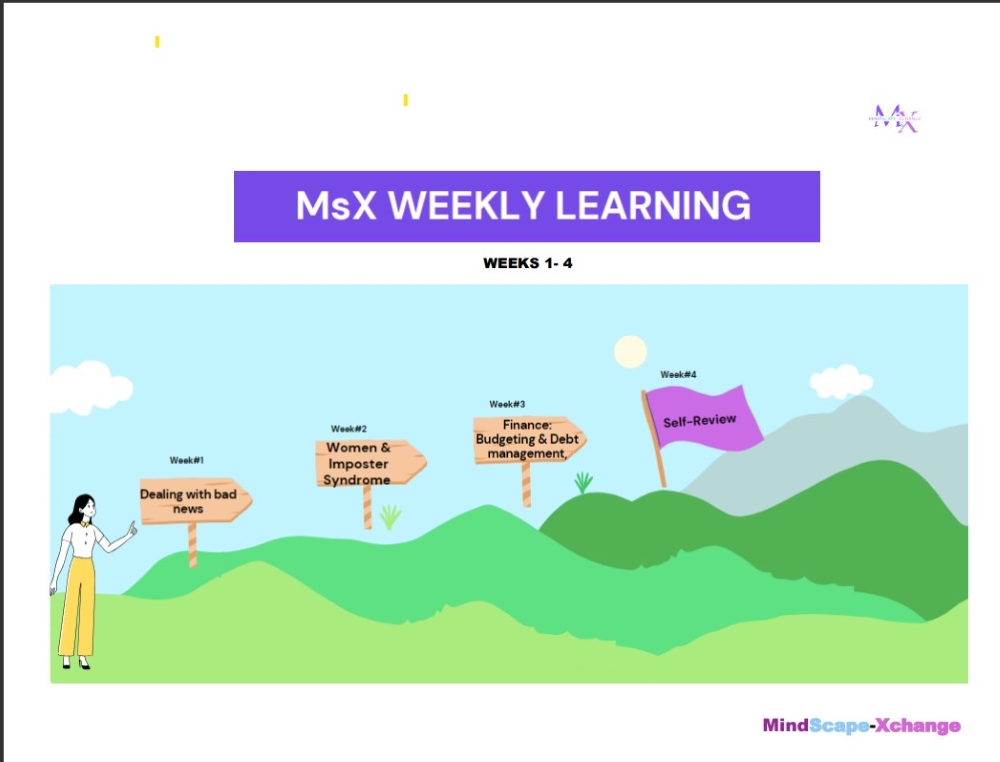 MsX WEEKLY LEARNING
WEEKS 1- 4
Week#1
Dealing with bad
news
Week#2
Women &
Imposter
Syndrome
Week#3
Finance:
Budgeting & Debt
management,
Week#4
Self-Review
MindScape-Xchange